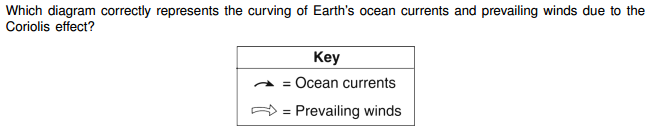 Which diagram correctly represents the curving of Earth's ocean currents and prevailing winds due to the
Coriolis effect?
Key
= Ocean currents
= Prevailing winds